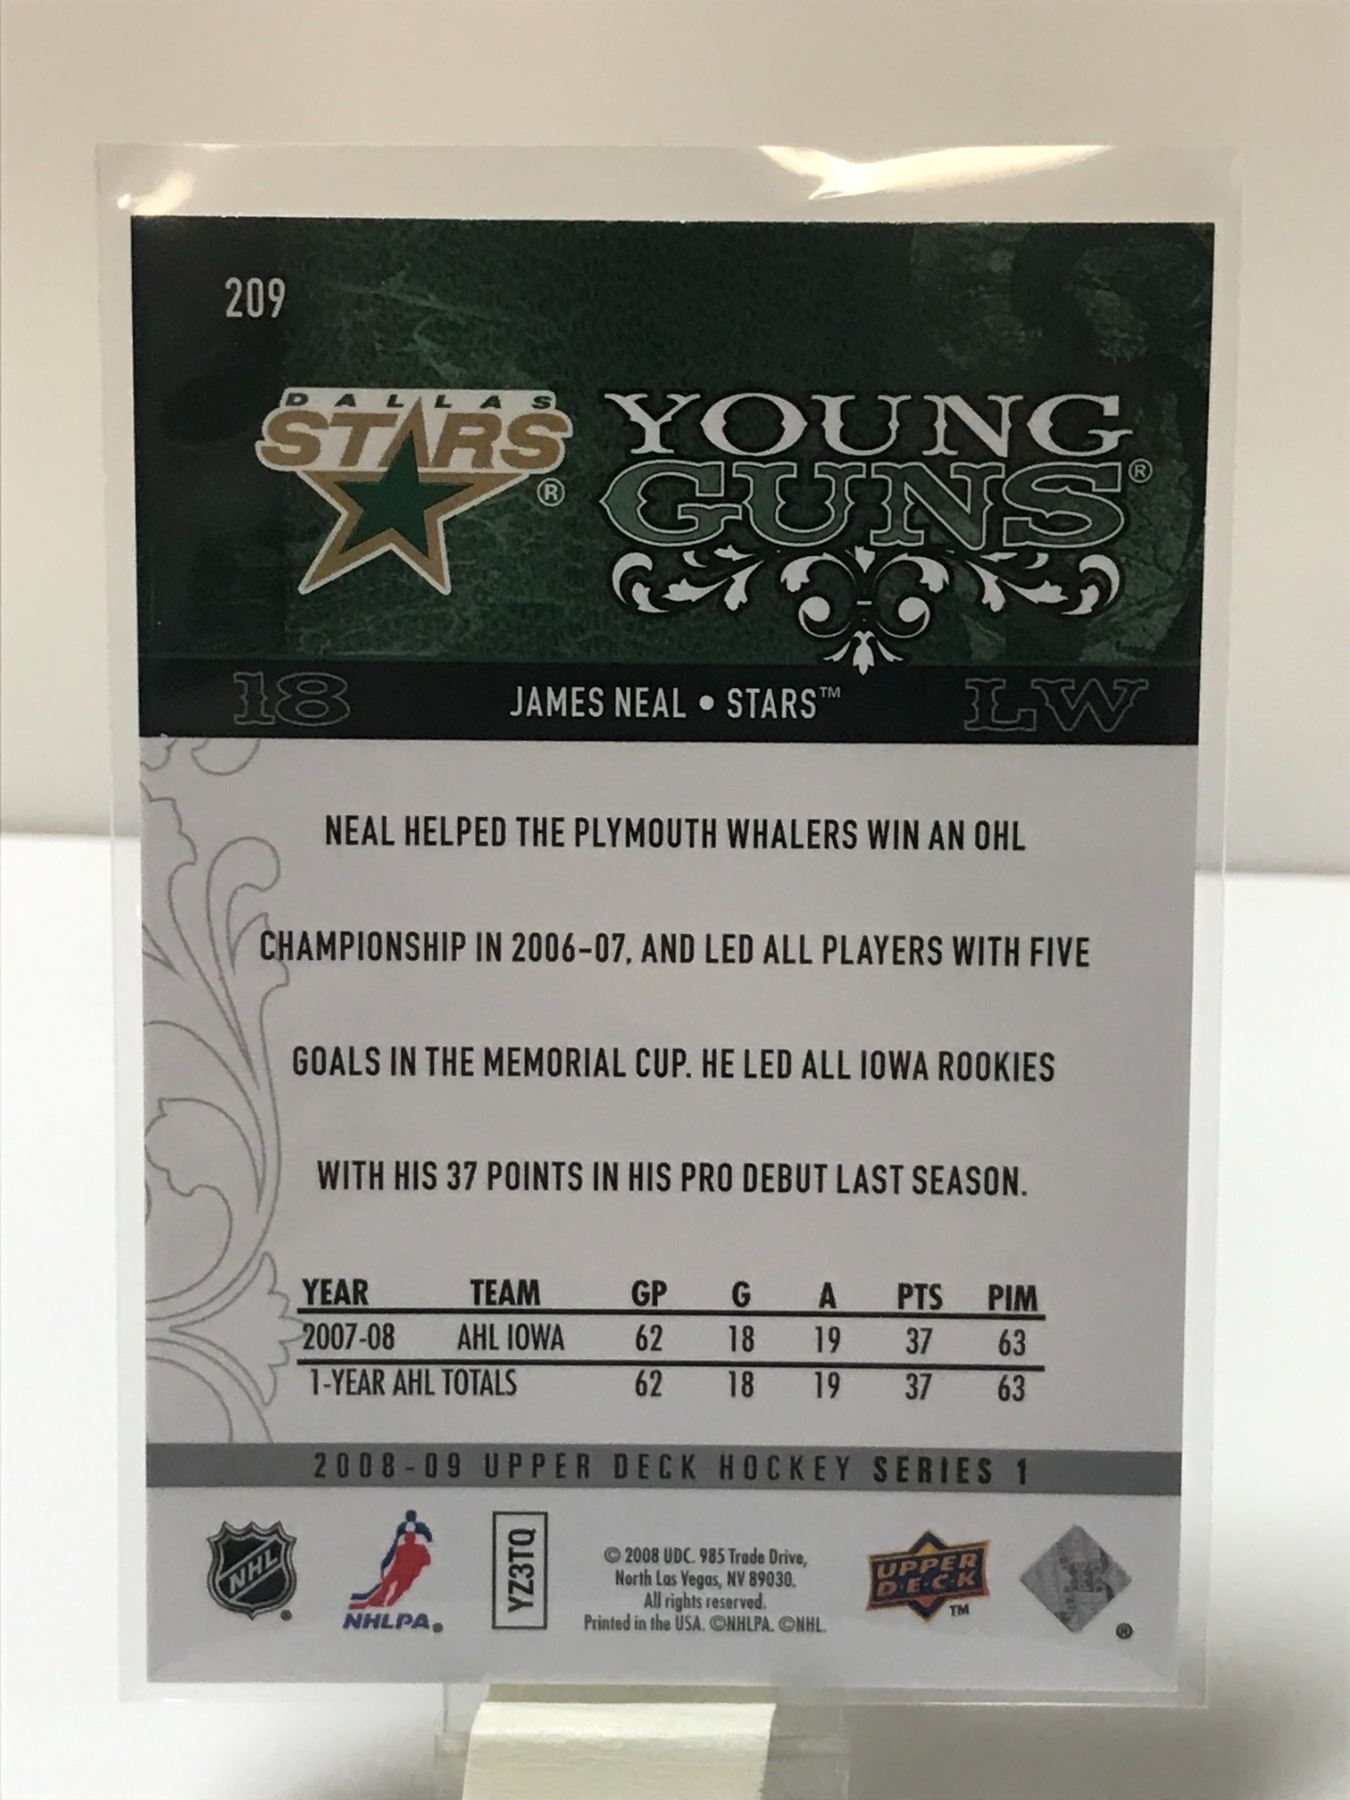 209
DALLAS
STARS®
YOUNG
GUNS®
18 JAMES NEAL • STARS™ LW
NEAL HELPED THE PLYMOUTH WHALERS WIN AN OHL
CHAMPIONSHIP IN 2006-07, AND LED ALL PLAYERS WITH FIVE
GOALS IN THE MEMORIAL CUP. HE LED ALL IOWA ROOKIES
WITH HIS 37 POINTS IN HIS PRO DEBUT LAST SEASON.
YEAR TEAM GP G A PTS PIM
2007-08 AHL IOWA 62 18 19 37 63
1-YEAR AHL TOTALS 62 18 19 37 63
2008-09 UPPER DECK HOCKEY SERIES 1
NHL®
NHLPA®
YZ3TQ
© 2008 UDC. 985 Trade Drive,
North Las Vegas, NV 89030.
All rights reserved.
Printed in the USA. ©NHLPA. ©NHL.
UPPER
DECK™
®